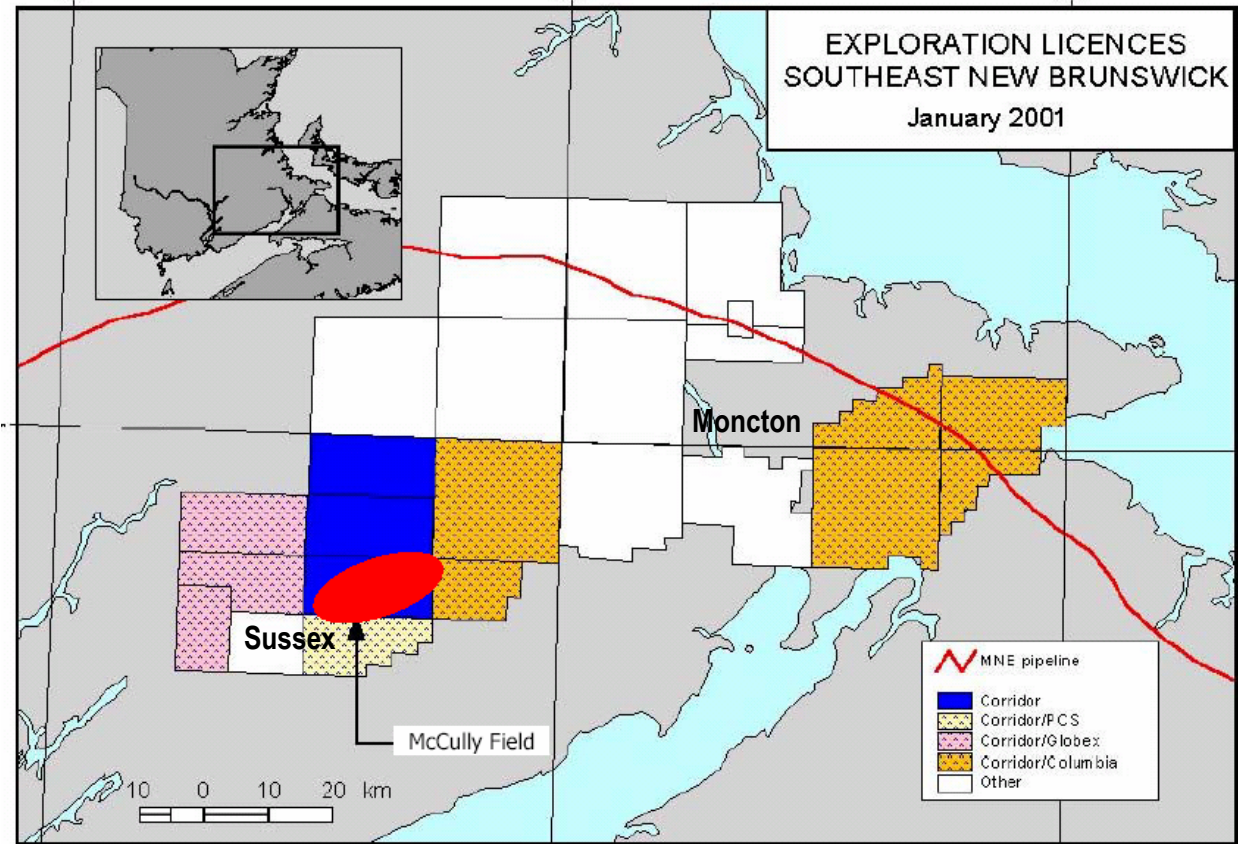 EXPLORATION LICENCES
SOUTHEAST NEW BRUNSWICK
January 2001
Moncton
Sussex
McCully Field
MNE pipeline
Corridor
Corridor/PCS
Corridor/Globex
Corridor/Columbia
Other
10 0 10 20 km